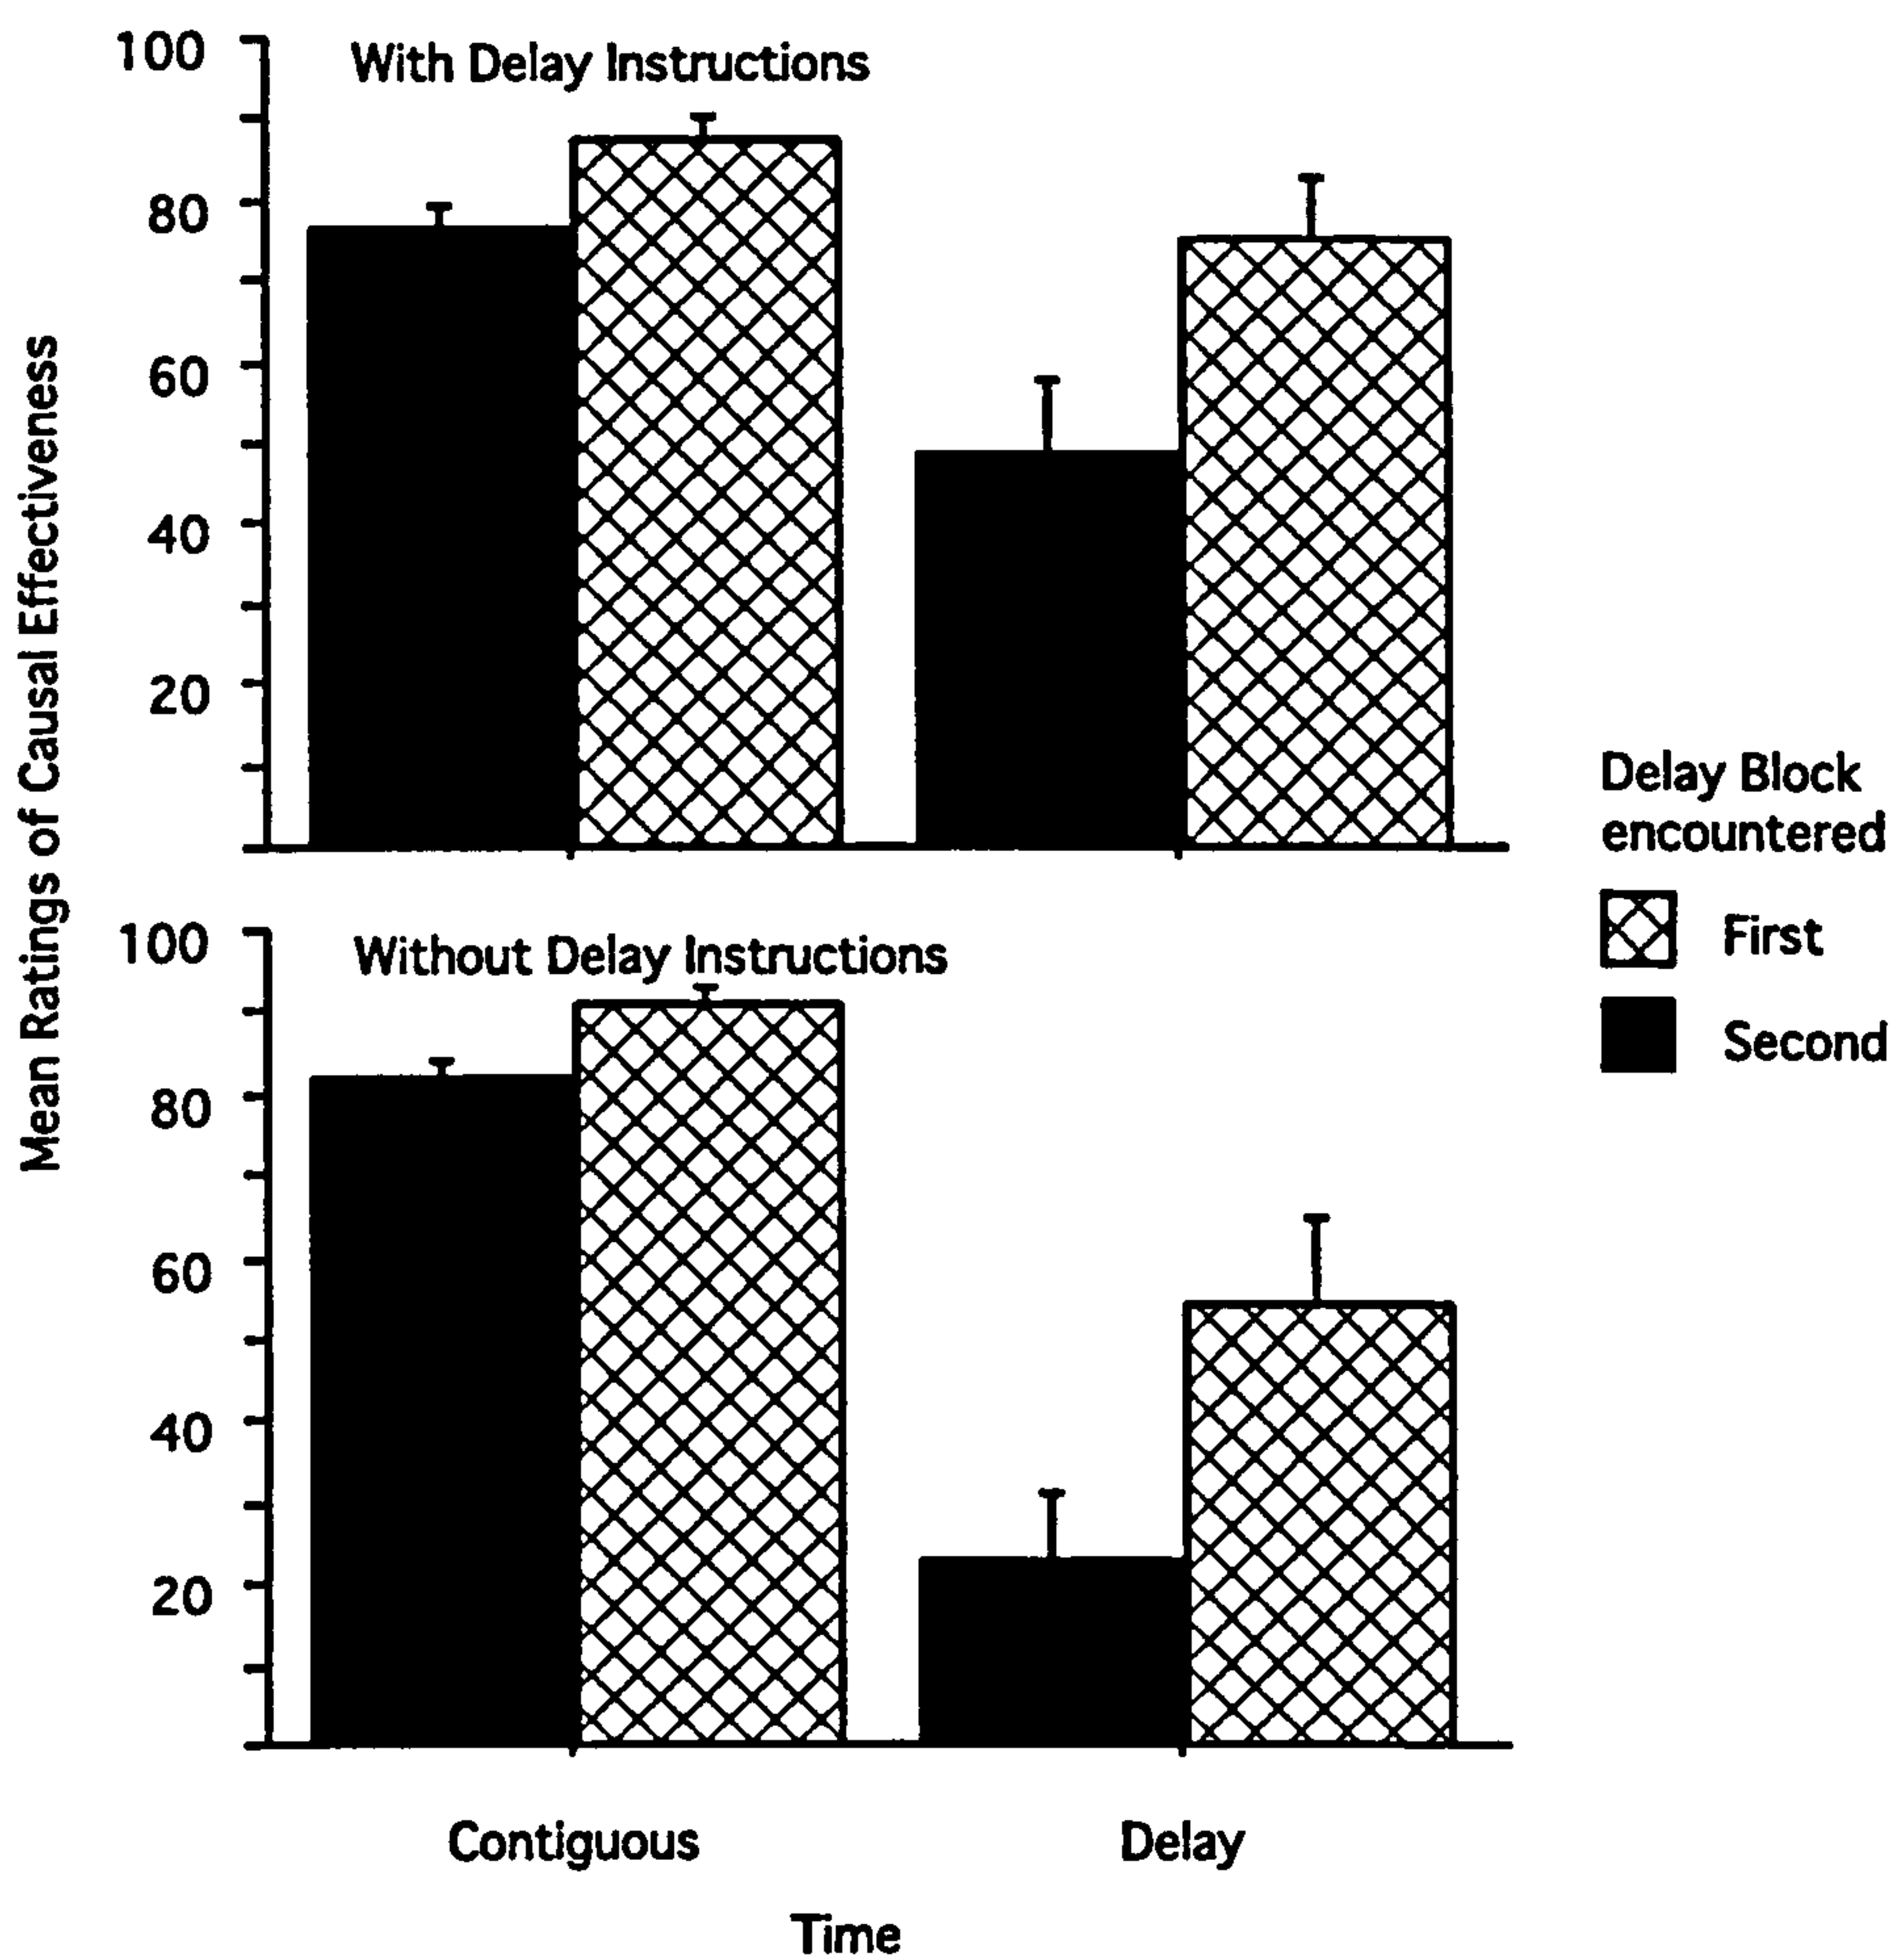 Mean Ratings of Causal Effectiveness
With Delay Instructions
100
80
60
40
20
Without Delay Instructions
100
80
60
40
20
Contiguous
Delay
Time
Delay Block
encountered
First
Second